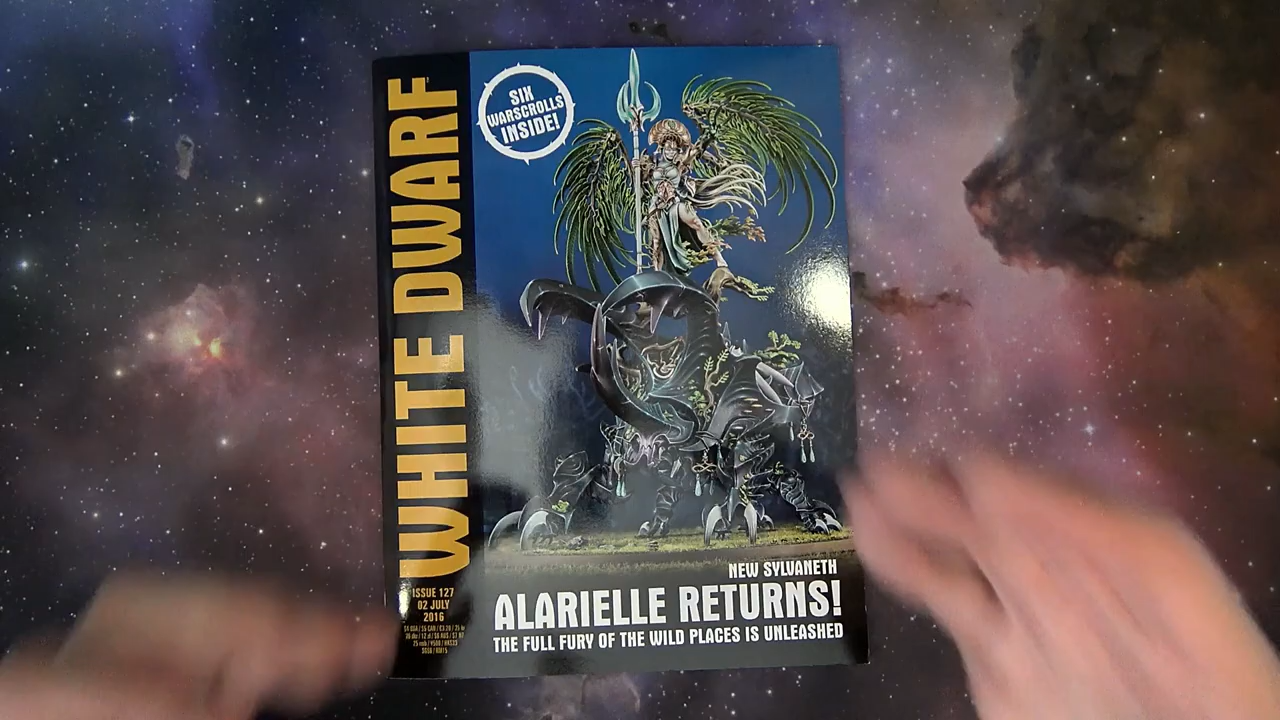 WHITE DWARF
SIX
WARSCROLLS
INSIDE!
ISSUE 127
02 JULY
2016
NEW SYLVANETH
ALARIELLE RETURNS!
THE FULL FURY OF THE WILD PLACES IS UNLEASHED